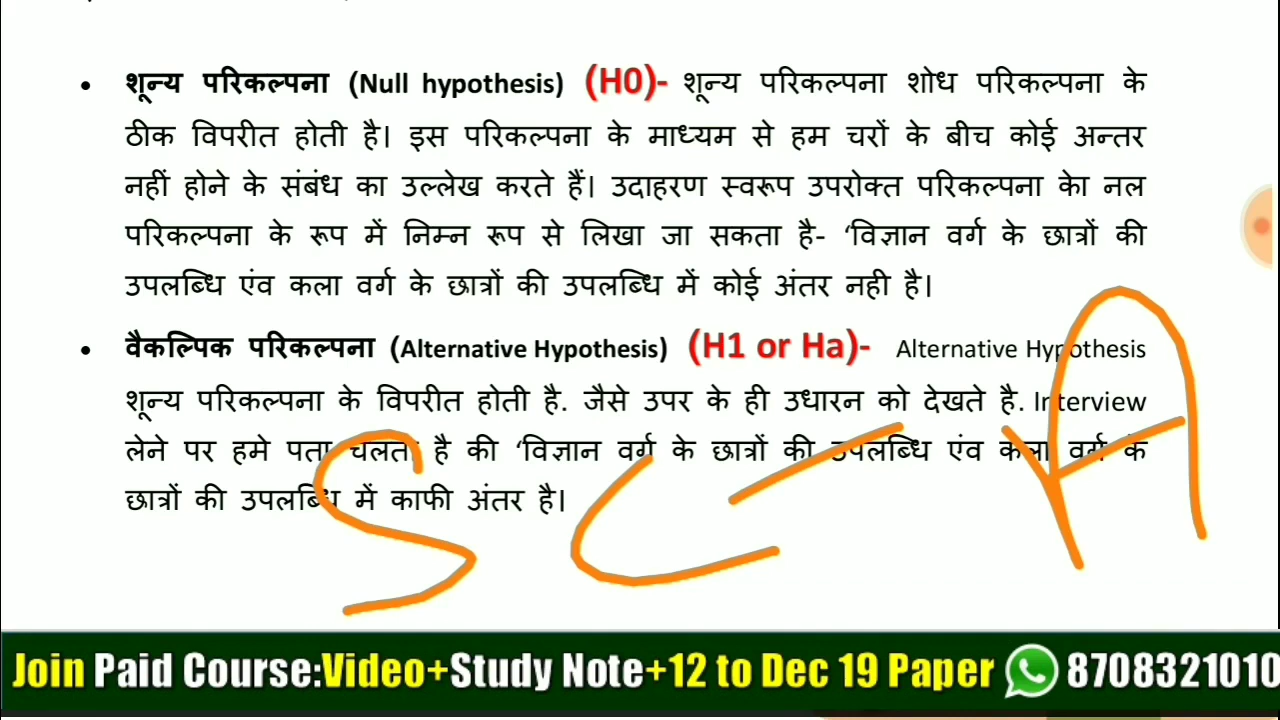 शून्य परिकल्पना (Null hypothesis) (H0)- शून्य परिकल्पना शोध परिकल्पना के
ठीक विपरीत होती है। इस परिकल्पना के माध्यम से हम चरों के बीच कोई अन्तर
नहीं होने के संबंध का उल्लेख करते हैं। उदाहरण स्वरूप उपरोक्त परिकल्पना केा नल
परिकल्पना के रूप में निम्न रूप से लिखा जा सकता है- ‘विज्ञान वर्ग के छात्रों की
उपलब्धि एंव कला वर्ग के छात्रों की उपलब्धि में कोई अंतर नही है।
वैकल्पिक परिकल्पना (Alternative Hypothesis) (H1 or Ha)- Alternative Hypothesis
शून्य परिकल्पना के विपरीत होती है. जैसे उपर के ही उधारन को देखते है. Interview
लेने पर हमे पता चलता है की ‘विज्ञान वर्ग के छात्रों की उपलब्धि एंव कला वर्ग के
छात्रों की उपलब्धि में काफी अंतर है।
S C - A
Join Paid Course:Video+Study Note+12 to Dec 19 Paper 8708321010